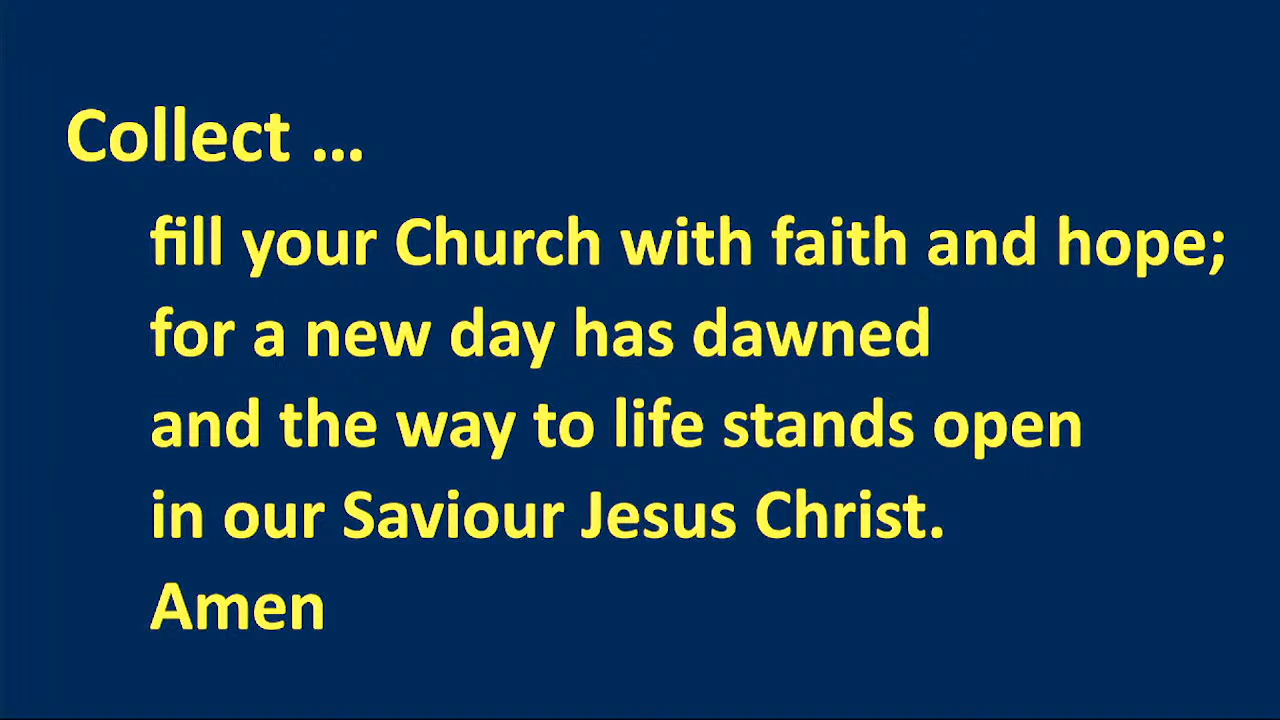 Collect ...
fill your Church with faith and hope;
for a new day has dawned
and the way to life stands open
in our Saviour Jesus Christ.
Amen